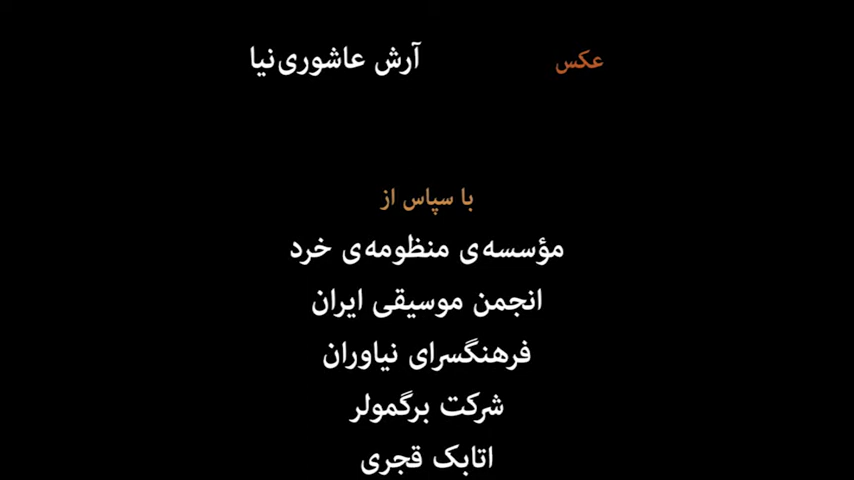 عکس آرش عاشوری‌نیا
با سپاس از
مؤسسه‌ی منظومه‌ی خرد
انجمن موسیقی ایران
فرهنگسرای نیاوران
شرکت برگمولر
اتابک قجری